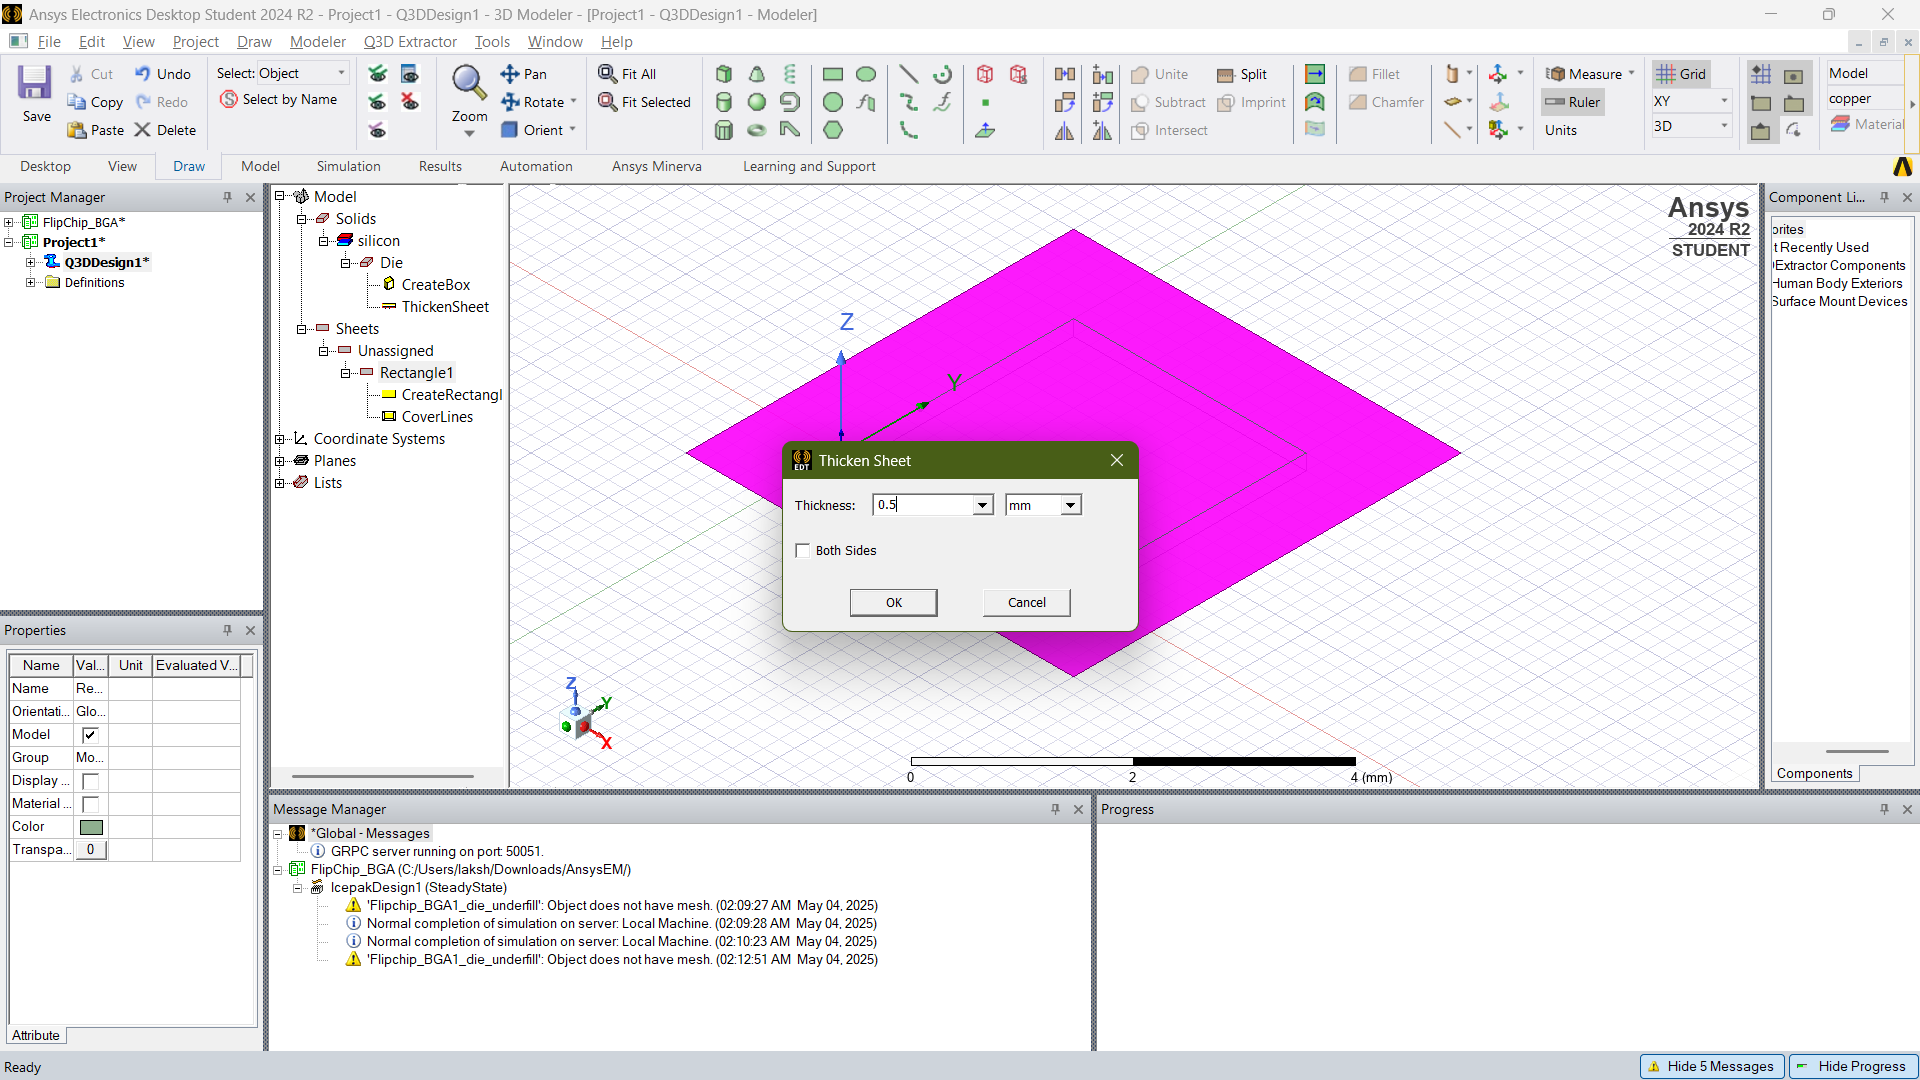 Ansys Electronics Desktop Student 2024 R2 - Project1 - Q3DDesign1 - 3D Modeler - [Project1 - Q3DDesign1 - Modeler]
File Edit View Project Draw Modeler Q3D Extractor Tools Window Help
Save
Cut
Copy
Paste
Undo
Redo
Delete
Select: Object
Select by Name
Zoom
Pan
Rotate
Orient
Fit All
Fit Selected
Unite
Subtract
Intersect
Split
Imprint
Fillet
Chamfer
Measure
Ruler
Units
Grid
XY
3D
Model
copper
Material
Desktop View Draw Model Simulation Results Automation Ansys Minerva Learning and Support
Project Manager
FlipChip_BGA*
Project1*
Q3DDesign1*
Definitions
Model
Solids
silicon
Die
CreateBox
ThickenSheet
Sheets
Unassigned
Rectangle1
CreateRectangl
CoverLines
Coordinate Systems
Planes
Lists
Ansys
2024 R2
STUDENT
Z
Y
Thicken Sheet
EDT
Thickness: 0.5 mm
Both Sides
OK Cancel
Z
Y
X
0 2 4 (mm)
Component Li...
orites
t Recently Used
Extractor Components
Human Body Exteriors
Surface Mount Devices
Components
Properties
Name Val... Unit Evaluated V...
Name Re...
Orientati... Glo...
Model
Group Mo...
Display ...
Material ...
Color
Transpa... 0
Attribute
Message Manager
*Global - Messages
GRPC server running on port: 50051.
FlipChip_BGA (C:/Users/laksh/Downloads/AnsysEM/)
IcepakDesign1 (SteadyState)
'Flipchip_BGA1_die_underfill': Object does not have mesh. (02:09:27 AM May 04, 2025)
Normal completion of simulation on server: Local Machine. (02:09:28 AM May 04, 2025)
Normal completion of simulation on server: Local Machine. (02:10:23 AM May 04, 2025)
'Flipchip_BGA1_die_underfill': Object does not have mesh. (02:12:51 AM May 04, 2025)
Progress
Ready
Hide 5 Messages
Hide Progress